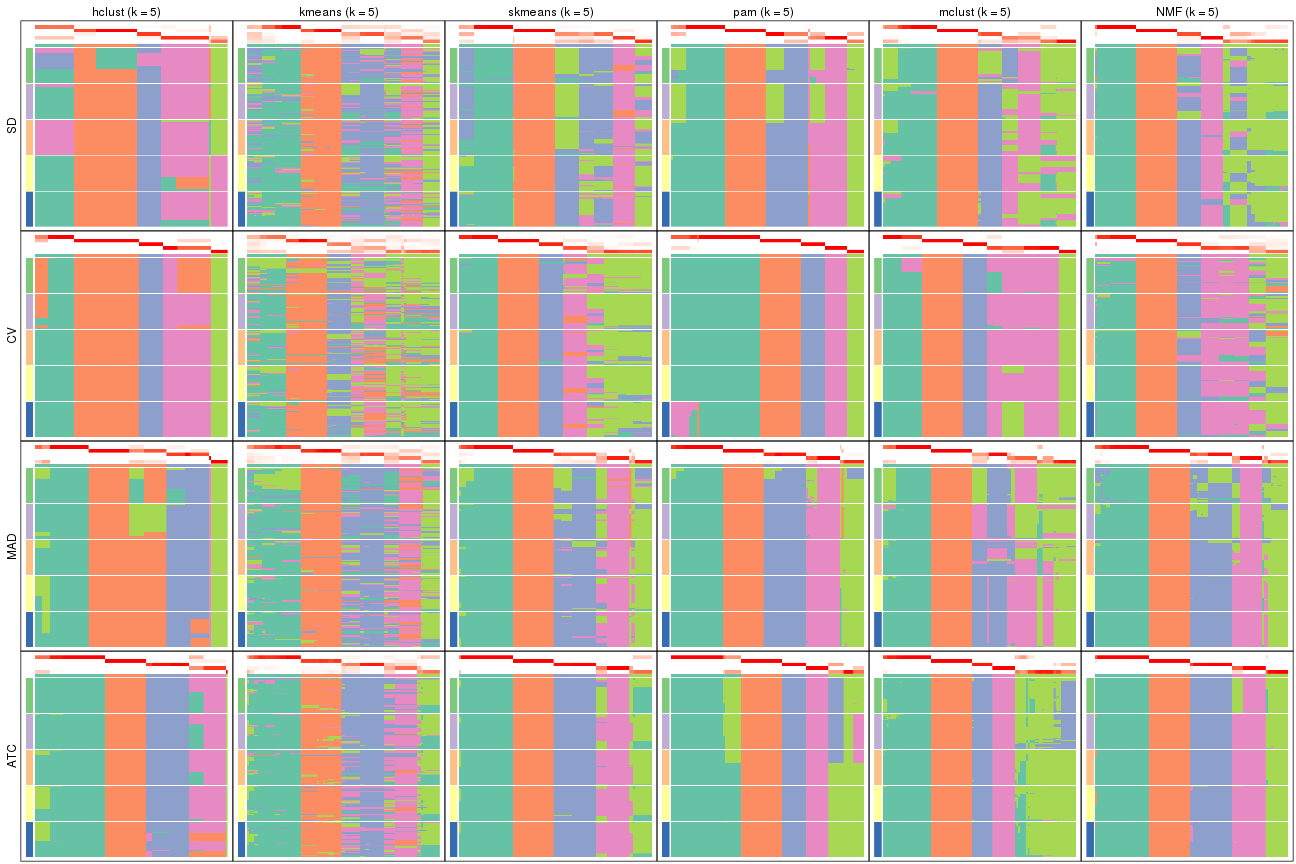 hclust (k = 5)
kmeans (k = 5)
skmeans (k = 5)
pam (k = 5)
mclust (k = 5)
NMF (k = 5)
SD
CV
MAD
ATC